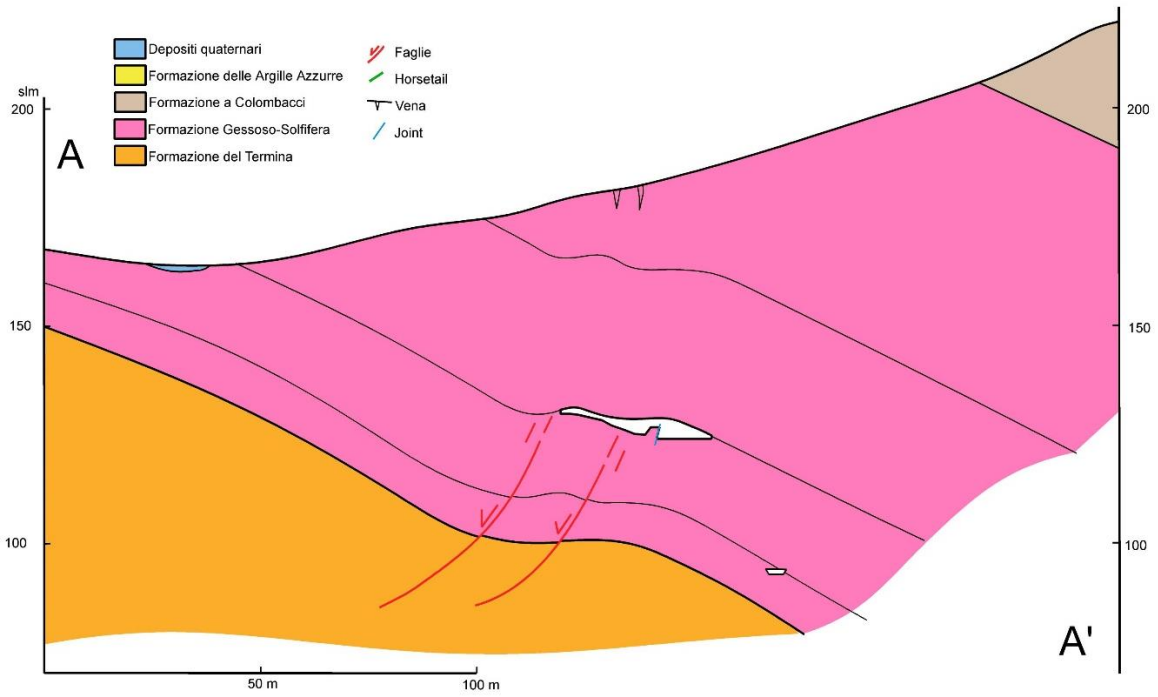 Depositi quaternari
Formazione delle Argille Azzurre
Formazione a Colombacci
Formazione Gessoso-Solfifera
Formazione del Termina
Faglie
Horsetail
Vena
Joint
slm
200
A
150
100
200
150
100
A'
50 m
100 m